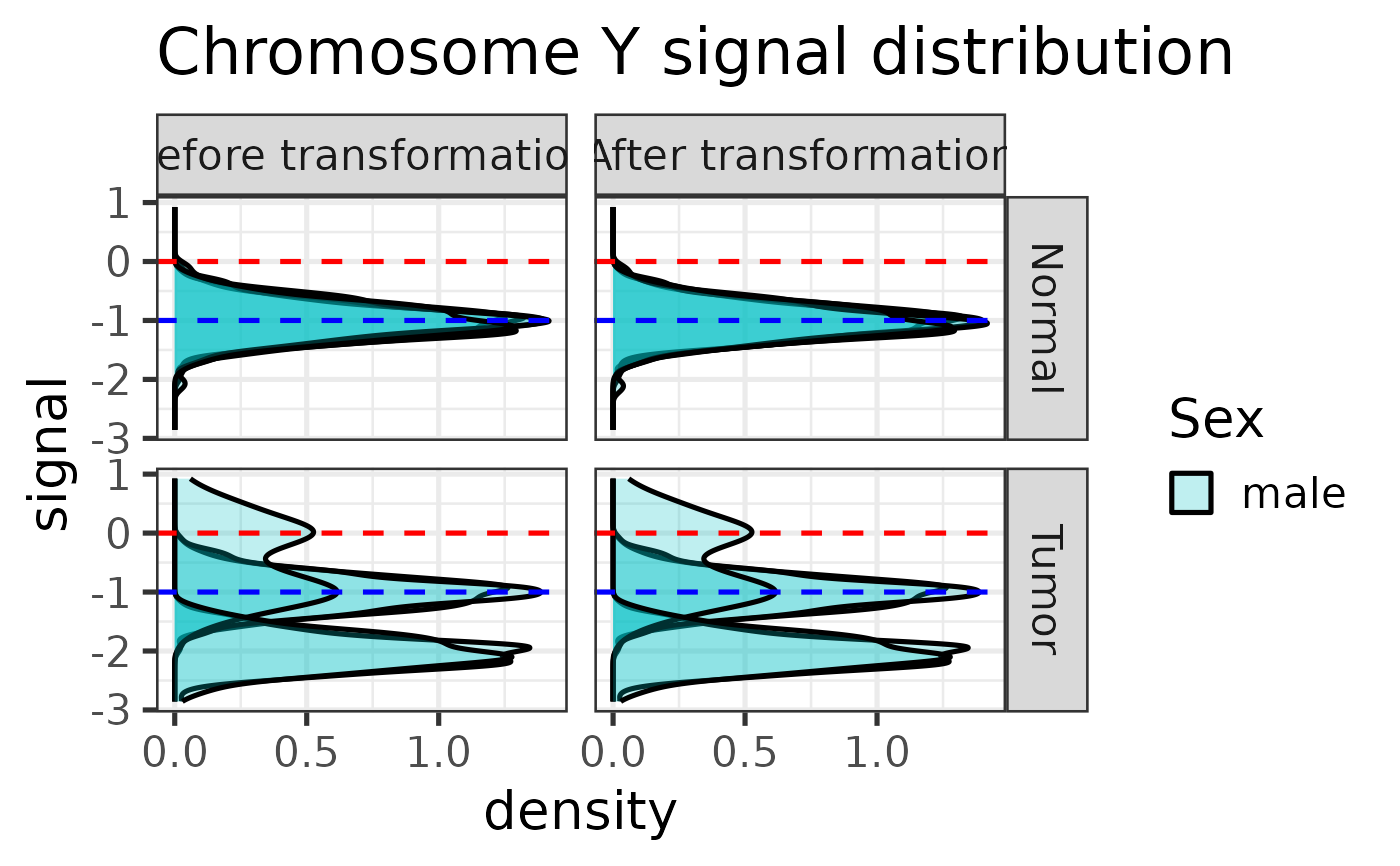 Chromosome Y signal distribution
efore transformatio
After transformation
1
0
-1
-2
-3
Normal
1
0
-1
-2
-3
Tumor
signal
0.0
0.5
1.0
0.0
0.5
1.0
density
Sex
male